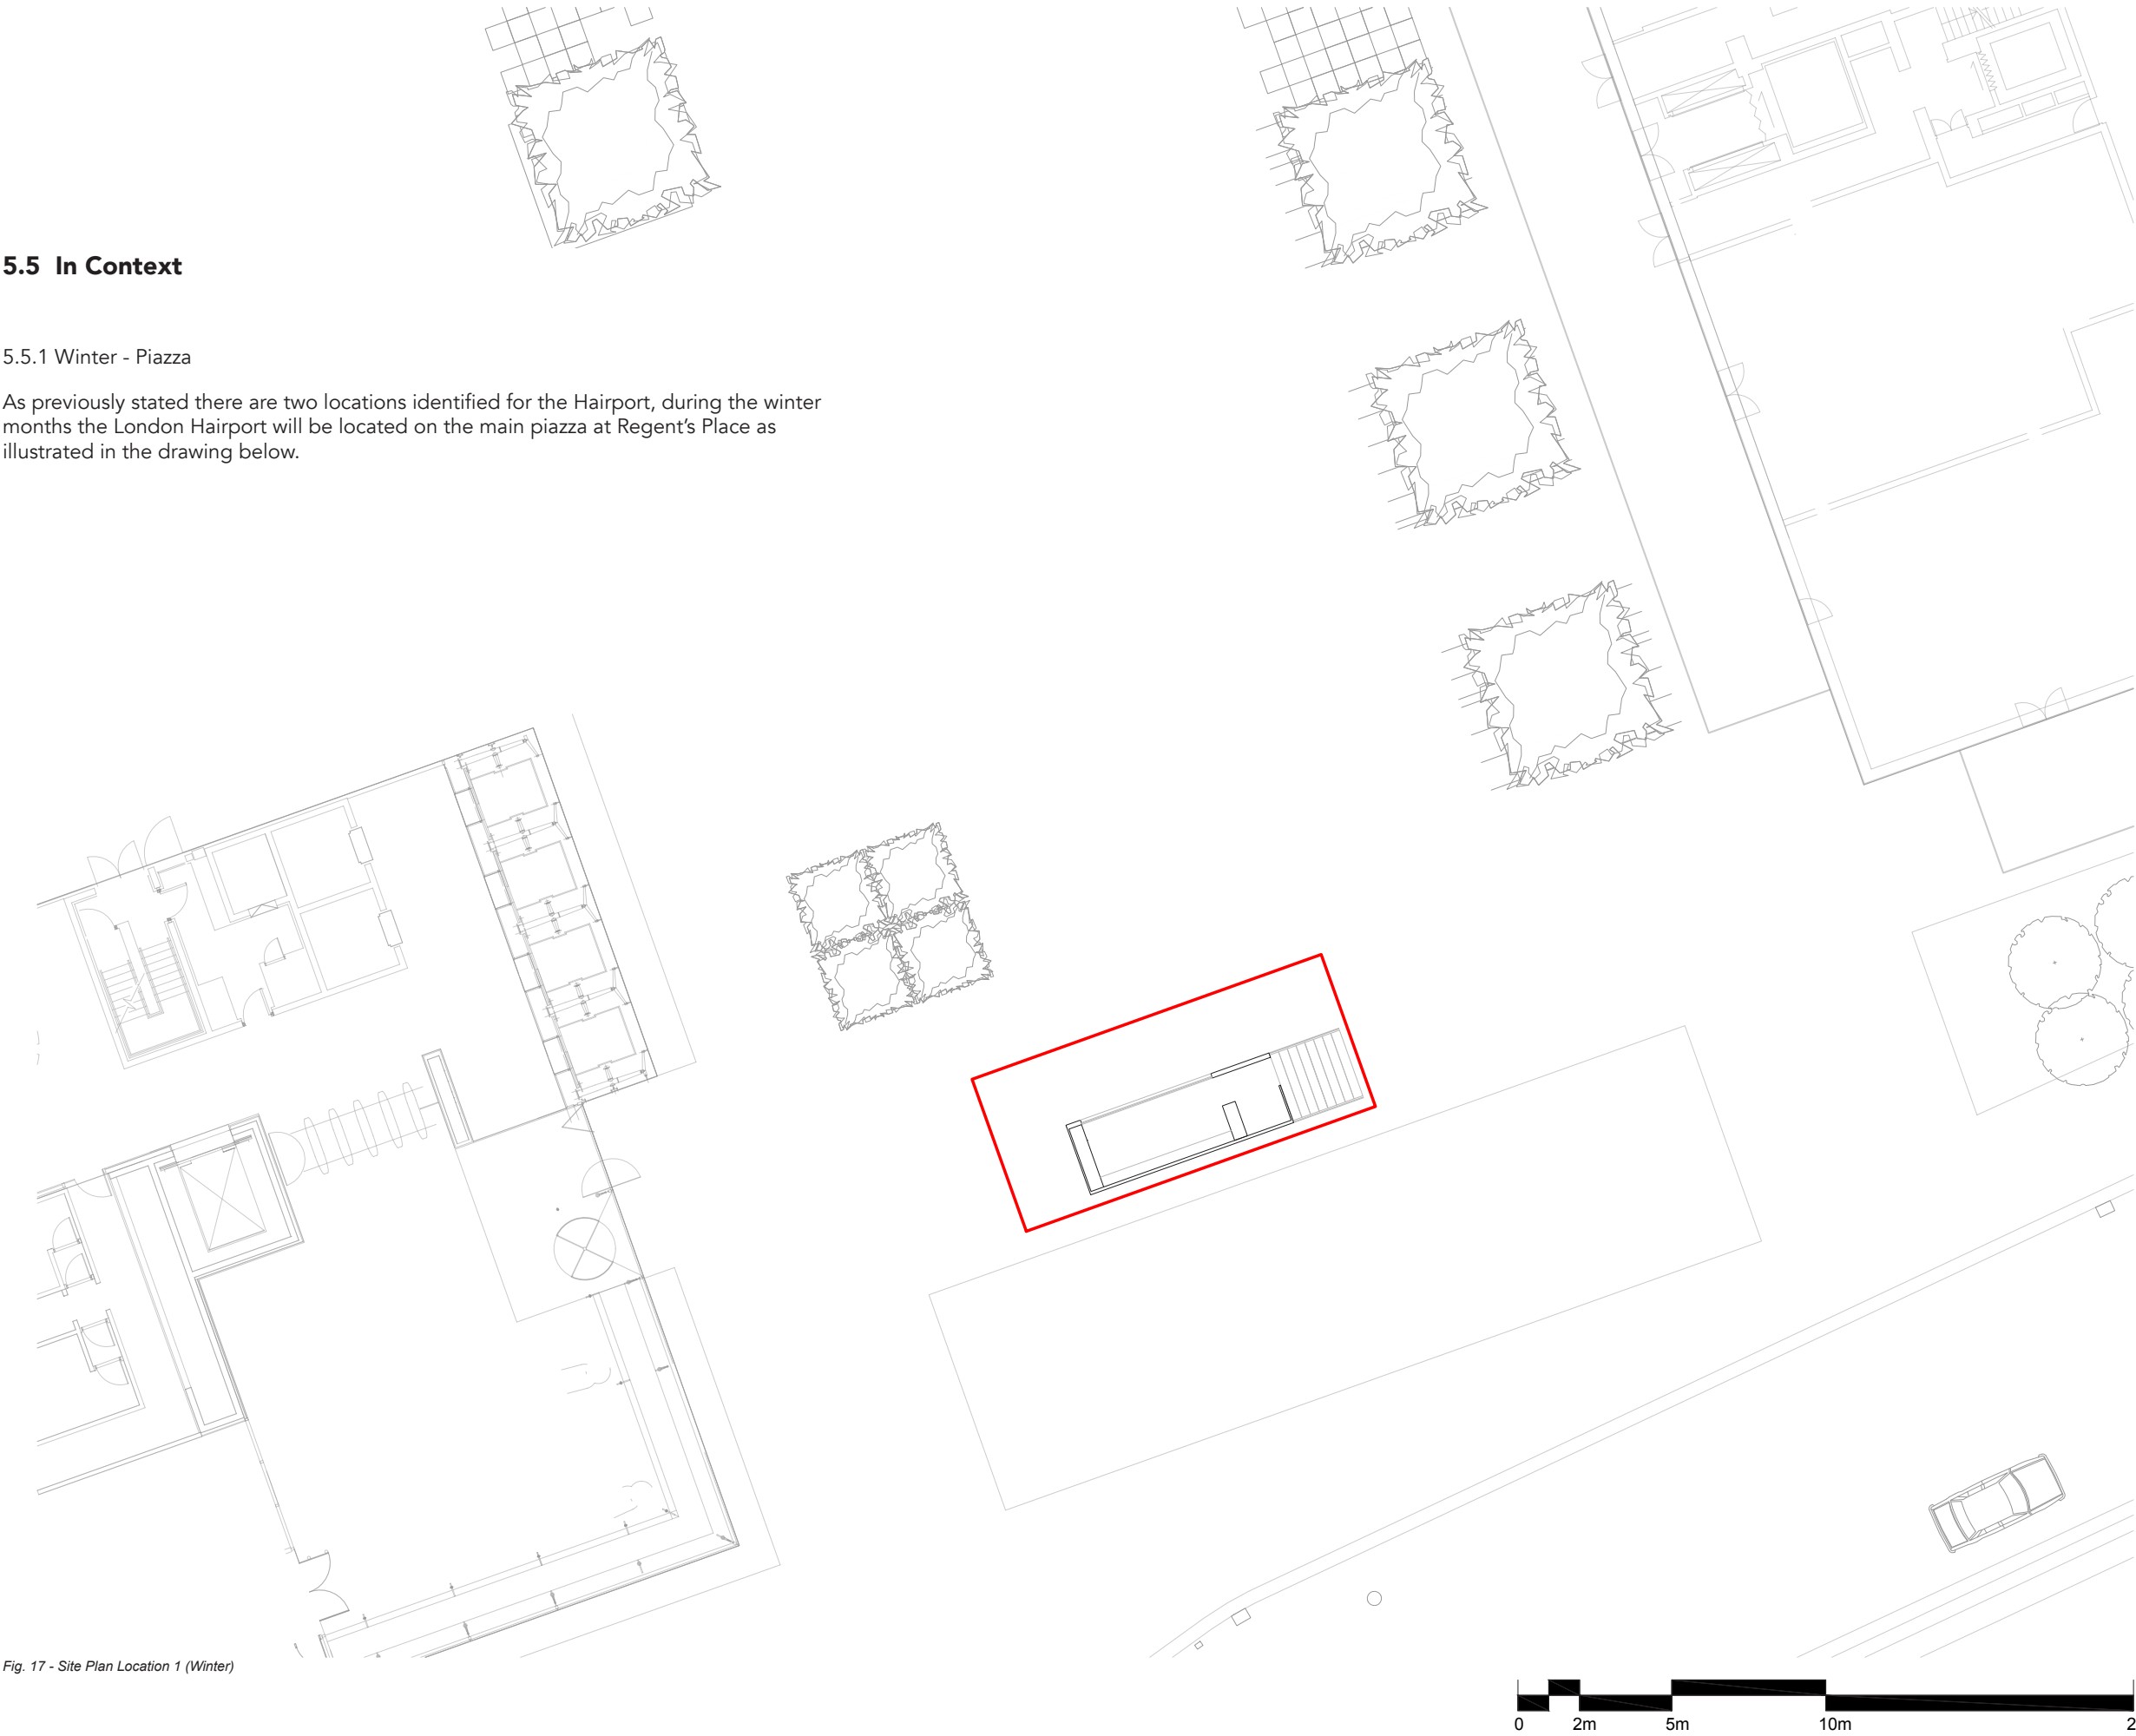 5.5 In Context
5.5.1 Winter - Piazza
As previously stated there are two locations identified for the Hairport, during the winter
months the London Hairport will be located on the main piazza at Regent's Place as
illustrated in the drawing below.
Fig. 17 - Site Plan Location 1 (Winter)
0 2m 5m 10m 2